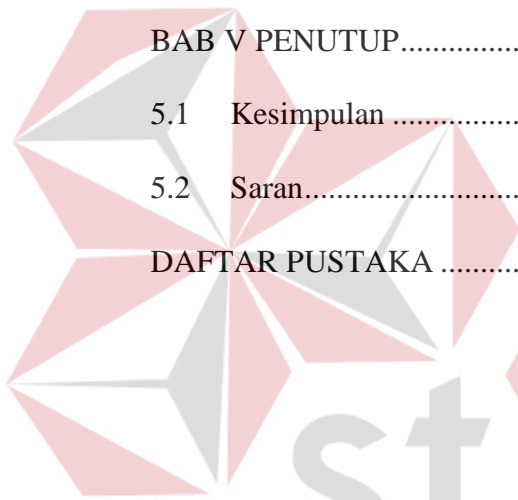 BAB V PENUTUP...............
5.1 Kesimpulan ...............
5.2 Saran..........................
DAFTAR PUSTAKA ..........
st